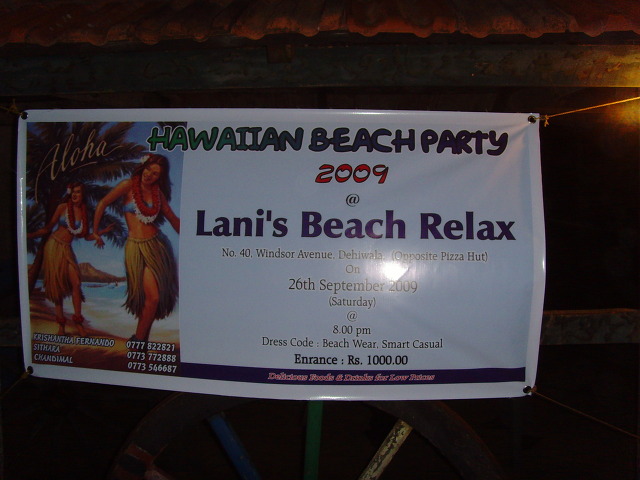 Aloha
HAWAIIAN BEACH PARTY
2009
@
Lani's Beach Relax
No. 40, Windsor Avenue, Dehiwala. (Opposite Pizza Hut)
On
26th September 2009
(Saturday)
@
8.00 pm
Dress Code : Beach Wear, Smart Casual
Enrance : Rs. 1000.00
KRISHANTHA FERNANDO 0777 822821
SITHARA 0773 772888
CHANDIMAL 0773 546687
Delicious Foods & Drinks for Low Prices